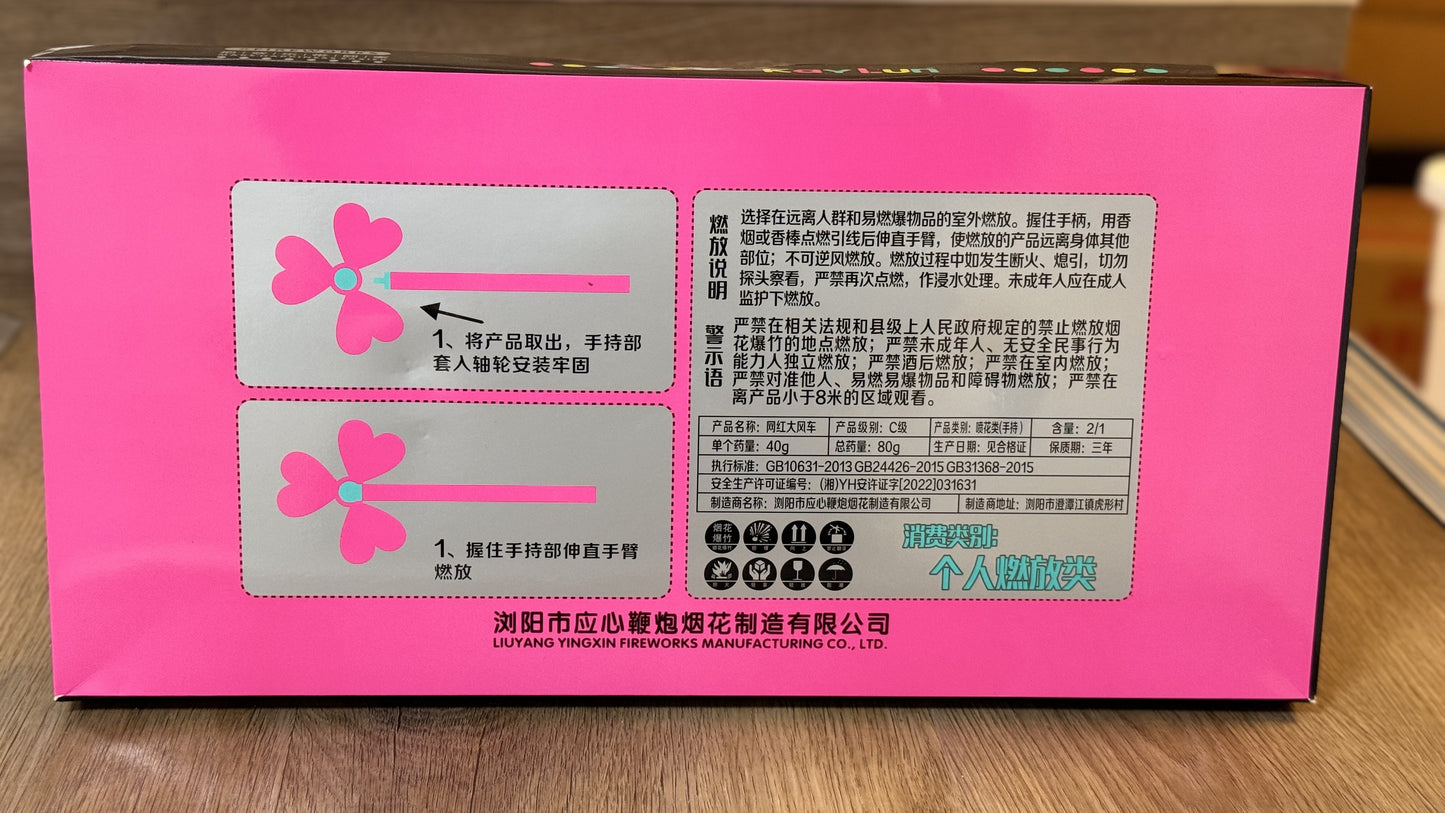 FIREWORKS
KayLun
1、将产品取出，手持部
套入轴轮安装牢固
1、握住手持部伸直手臂
燃放
燃放说明
选择在远离人群和易燃爆物品的室外燃放。握住手柄，用香
烟或香棒点燃引线后伸直手臂，使燃放的产品远离身体其他
部位；不可逆风燃放。燃放过程中如发生断火、熄引，切勿
探头察看，严禁再次点燃，作浸水处理。未成年人应在成人
监护下燃放。
警示语
严禁在相关法规和县级上人民政府规定的禁止燃放烟
花爆竹的地点燃放；严禁未成年人、无安全民事行为
能力人独立燃放；严禁酒后燃放；严禁在室内燃放；
严禁对准他人、易燃易爆物品和障碍物燃放；严禁在
离产品小于8米的区域观看。
产品名称：网红大风车 产品级别：C级 产品类别：喷花类(手持) 含量：2/1
单个药量：40g 总药量：80g 生产日期：见合格证 保质期：三年
执行标准：GB10631-2013 GB24426-2015 GB31368-2015
安全生产许可证编号：(湘)YH安许证字[2022]031631
制造商名称：浏阳市应心鞭炮烟花制造有限公司 制造商地址：浏阳市澄潭江镇虎形村
烟花
爆竹
向上
消费类别:
个人燃放类
浏阳市应心鞭炮烟花制造有限公司
LIUYANG YINGXIN FIREWORKS MANUFACTURING CO., LTD.